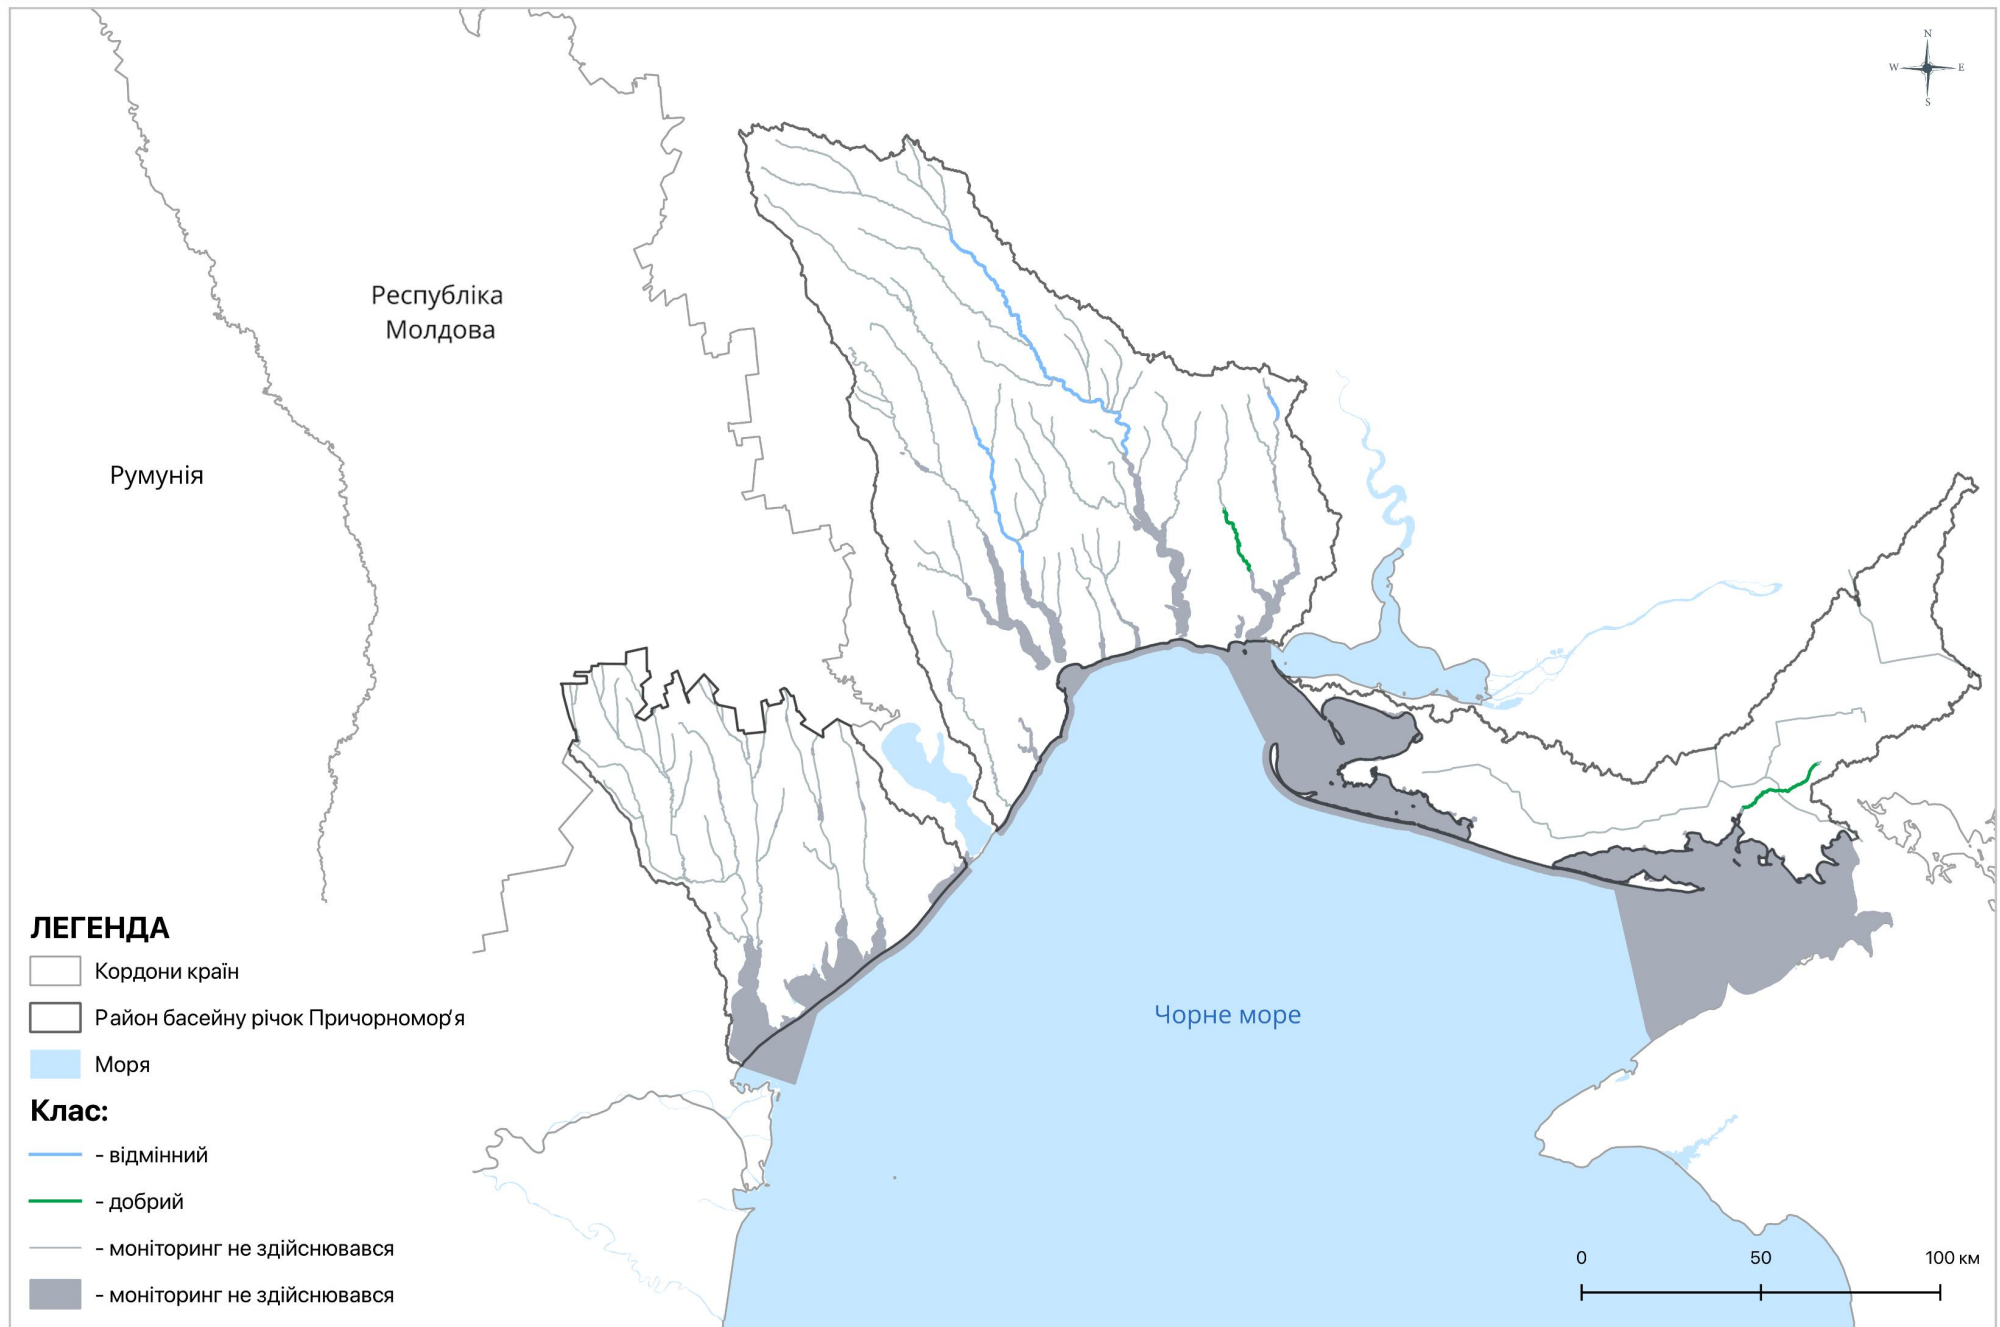 N
W E
S
Республіка
Молдова
Румунія
Чорне море
ЛЕГЕНДА
Кордони країн
Район басейну річок Причорномор'я
Моря
Клас:
- відмінний
- добрий
- моніторинг не здійснювався
- моніторинг не здійснювався
0 50 100 км